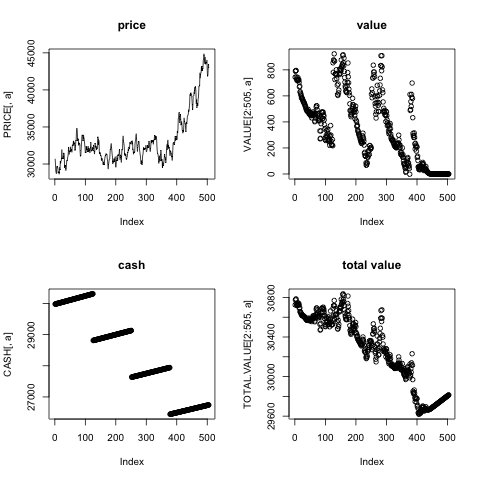 price
value
PRICE[, a]
30000 35000 40000 45000
VALUE[2:505, a]
0 200 400 600 800
0 100 200 300 400 500
0 100 200 300 400 500
Index
Index
cash
total value
CASH[, a]
27000 29000
TOTAL.VALUE[2:505, a]
29600 30000 30400 30800
0 100 200 300 400 500
0 100 200 300 400 500
Index
Index